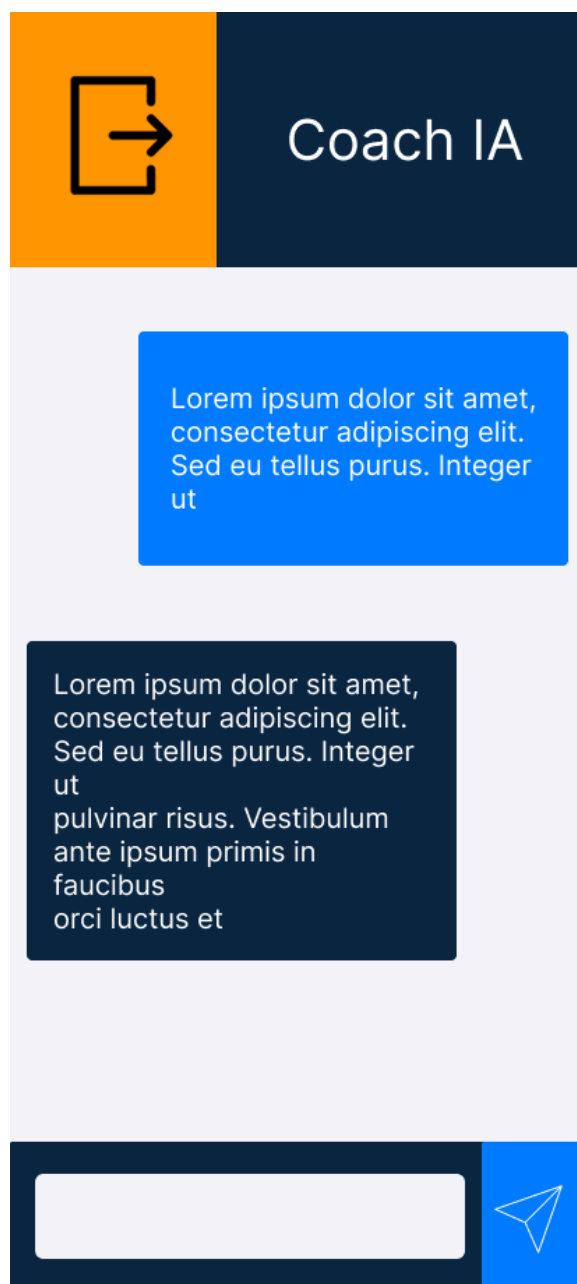 Coach IA
Lorem ipsum dolor sit amet,
consectetur adipiscing elit.
Sed eu tellus purus. Integer
ut
Lorem ipsum dolor sit amet,
consectetur adipiscing elit.
Sed eu tellus purus. Integer
ut
pulvinar risus. Vestibulum
ante ipsum primis in
faucibus
orci luctus et